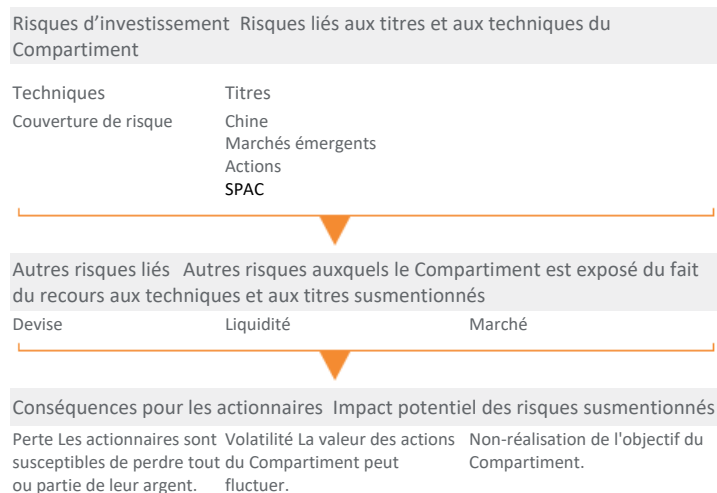 Risques d’investissement Risques liés aux titres et aux techniques du
Compartiment
Techniques Titres
Couverture de risque Chine
Marchés émergents
Actions
SPAC
Autres risques liés Autres risques auxquels le Compartiment est exposé du fait
du recours aux techniques et aux titres susmentionnés
Devise Liquidité Marché
Conséquences pour les actionnaires Impact potentiel des risques susmentionnés
Perte Les actionnaires sont
susceptibles de perdre tout
ou partie de leur argent.
Volatilité La valeur des actions
du Compartiment peut
fluctuer.
Non-réalisation de l'objectif du
Compartiment.